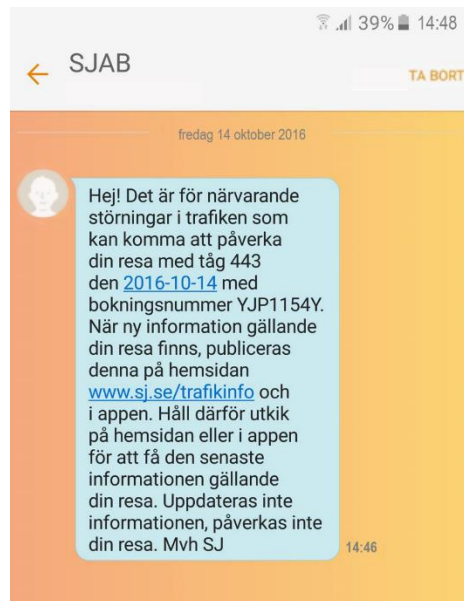 39% 14:48
SJAB
TA BORT
fredag 14 oktober 2016
Hej! Det är för närvarande
störningar i trafiken som
kan komma att påverka
din resa med tåg 443
den 2016-10-14 med
bokningsnummer YJP1154Y.
När ny information gällande
din resa finns, publiceras
denna på hemsidan
www.sj.se/trafikinfo och
i appen. Håll därför utkik
på hemsidan eller i appen
för att få den senaste
informationen gällande
din resa. Uppdateras inte
informationen, påverkas inte
din resa. Mvh SJ
14:46